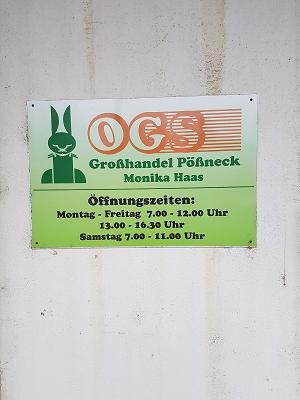 OGS
Großhandel Pößneck
Monika Haas
Öffnungszeiten:
Montag - Freitag 7.00 - 12.00 Uhr
13.00 - 16.30 Uhr
Samstag 7.00 - 11.00 Uhr